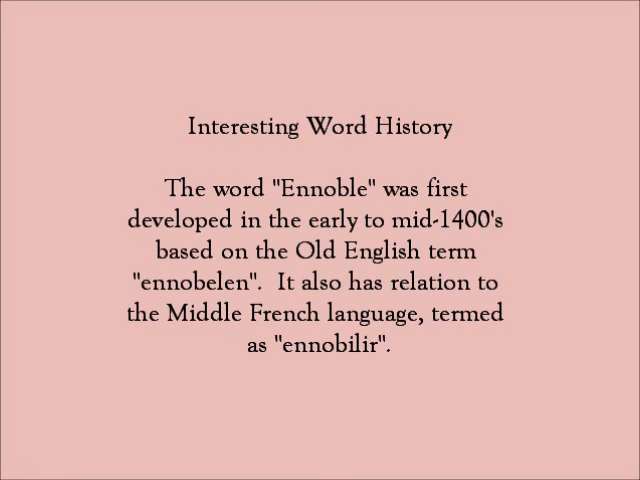 Interesting Word History
The word "Ennoble" was first
developed in the early to mid-1400's
based on the Old English term
"ennobelen". It also has relation to
the Middle French language, termed
as "ennobilir".